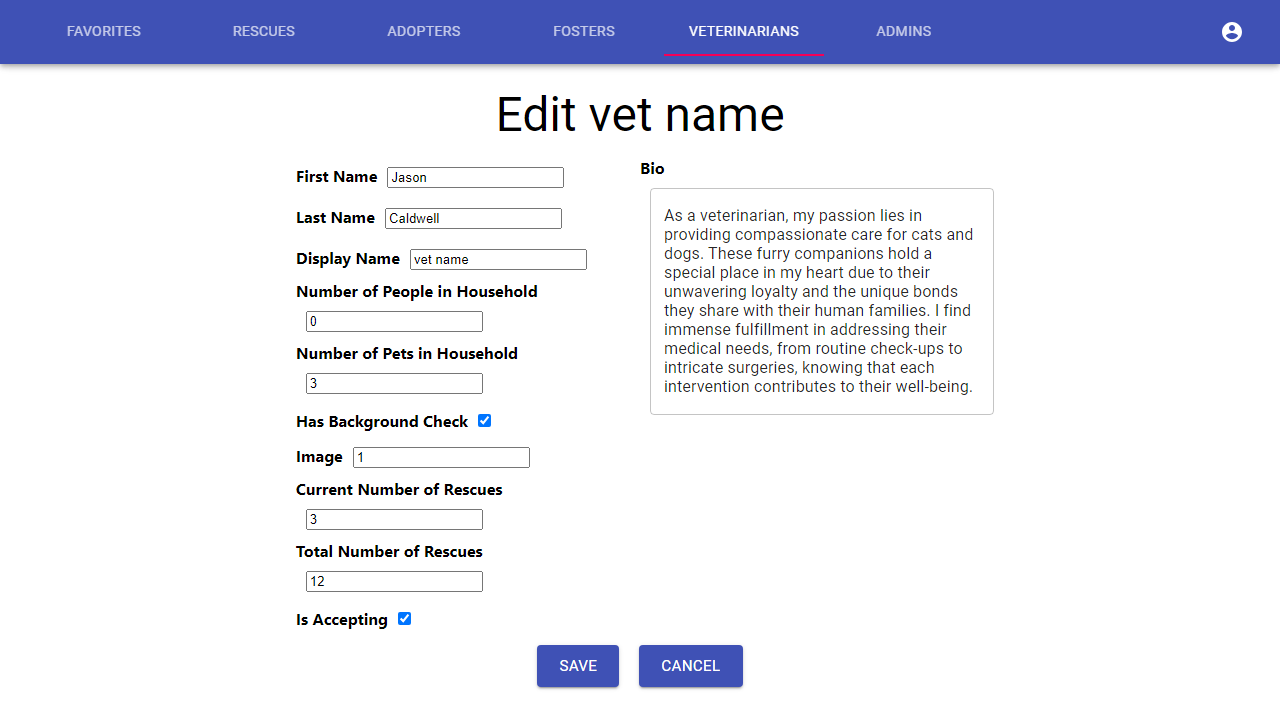 FAVORITES RESCUES ADOPTERS FOSTERS VETERINARIANS ADMINS
Edit vet name
First Name Jason
Last Name Caldwell
Display Name vet name
Number of People in Household
0
Number of Pets in Household
3
Has Background Check
Image 1
Current Number of Rescues
3
Total Number of Rescues
12
Is Accepting
Bio
As a veterinarian, my passion lies in
providing compassionate care for cats and
dogs. These furry companions hold a
special place in my heart due to their
unwavering loyalty and the unique bonds
they share with their human families. I find
immense fulfillment in addressing their
medical needs, from routine check-ups to
intricate surgeries, knowing that each
intervention contributes to their well-being.
SAVE CANCEL